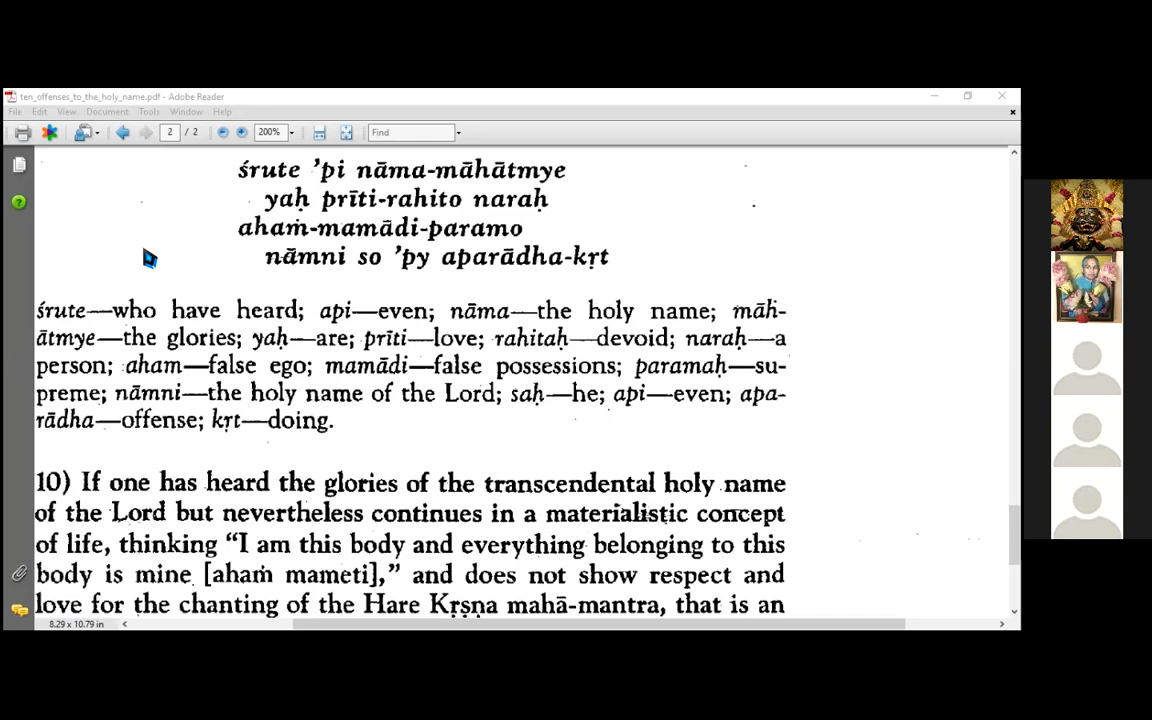 ten_offenses_to_the_holy_name.pdf - Adobe Reader
File Edit View Document Tools Window Help
2 / 2 200% Find
śrute 'pi nāma-māhātmye
yaḥ prīti-rahito naraḥ
ahaṁ-mamādi-paramo
nāmni so 'py aparādha-kṛt
śrute—who have heard; api—even; nāma—the holy name; māh-
ātmye—the glories; yaḥ—are; prīti—love; rahitaḥ—devoid; naraḥ—a
person; aham—false ego; mamādi—false possessions; paramaḥ—su-
preme; nāmni—the holy name of the Lord; saḥ—he; api—even; apa-
rādha—offense; kṛt—doing.
10) If one has heard the glories of the transcendental holy name
of the Lord but nevertheless continues in a materialistic concept
of life, thinking “I am this body and everything belonging to this
body is mine [ahaṁ mameti],” and does not show respect and
love for the chanting of the Hare Kṛṣṇa mahā-mantra, that is an
8.29 x 10.79 in